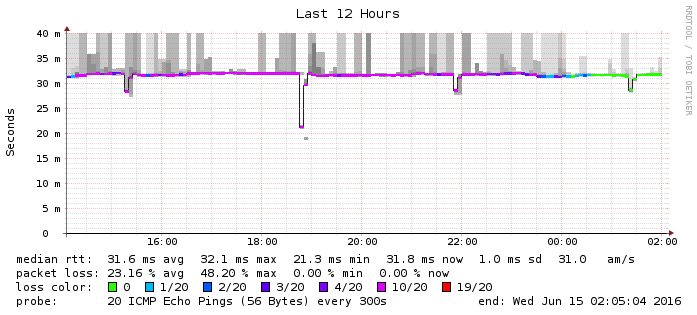 Last 12 Hours
RRDTOOL / TOBI OETIKER
Seconds
40 m
35 m
30 m
25 m
20 m
15 m
10 m
5 m
0
16:00 18:00 20:00 22:00 00:00 02:00
median rtt: 31.6 ms avg 32.1 ms max 21.3 ms min 31.8 ms now 1.0 ms sd 31.0 am/s
packet loss: 23.16 % avg 48.20 % max 0.00 % min 0.00 % now
loss color: 0 1/20 2/20 3/20 4/20 10/20 19/20
probe: 20 ICMP Echo Pings (56 Bytes) every 300s end: Wed Jun 15 02:05:04 2016